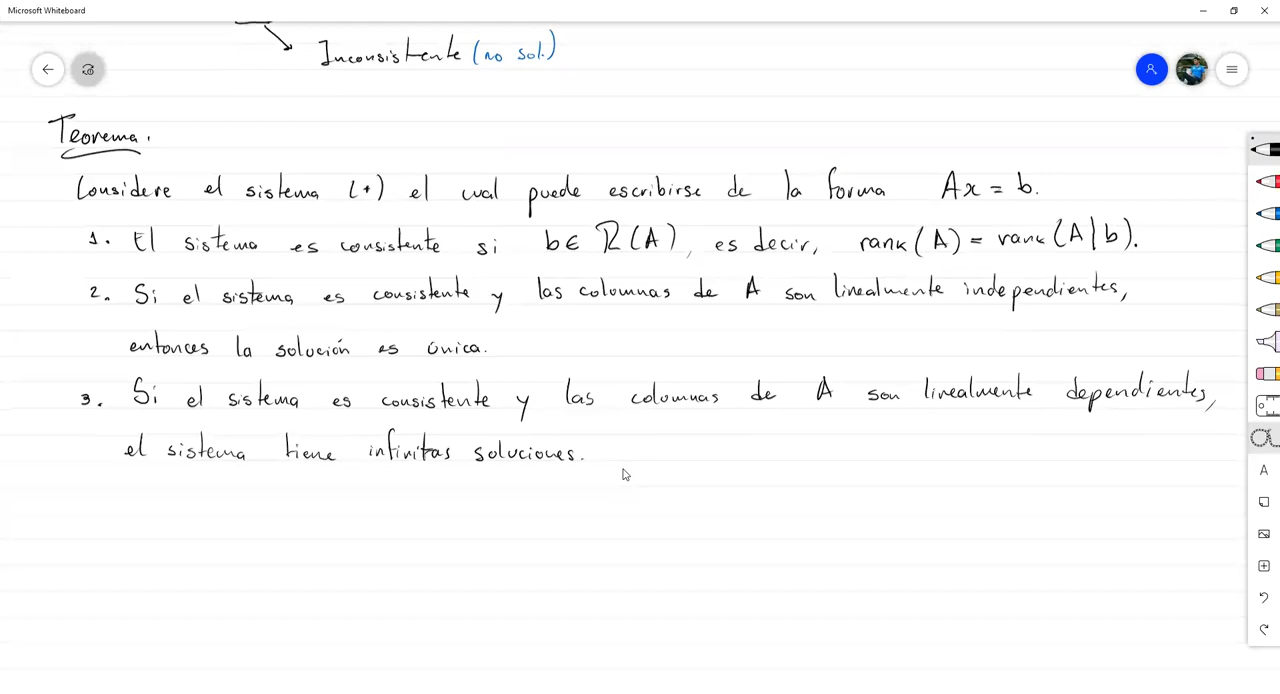 Microsoft Whiteboard
Inconsistente (no sol.)
Teorema.
Considere el sistema (*) el cual puede escribirse de la forma Ax = b.
1. El sistema es consistente si b ∈ R(A), es decir, rank(A) = rank(A|b).
2. Si el sistema es consistente y las columnas de A son linealmente independientes,
entonces la solución es única.
3. Si el sistema es consistente y las columnas de A son linealmente dependientes,
el sistema tiene infinitas soluciones.
A